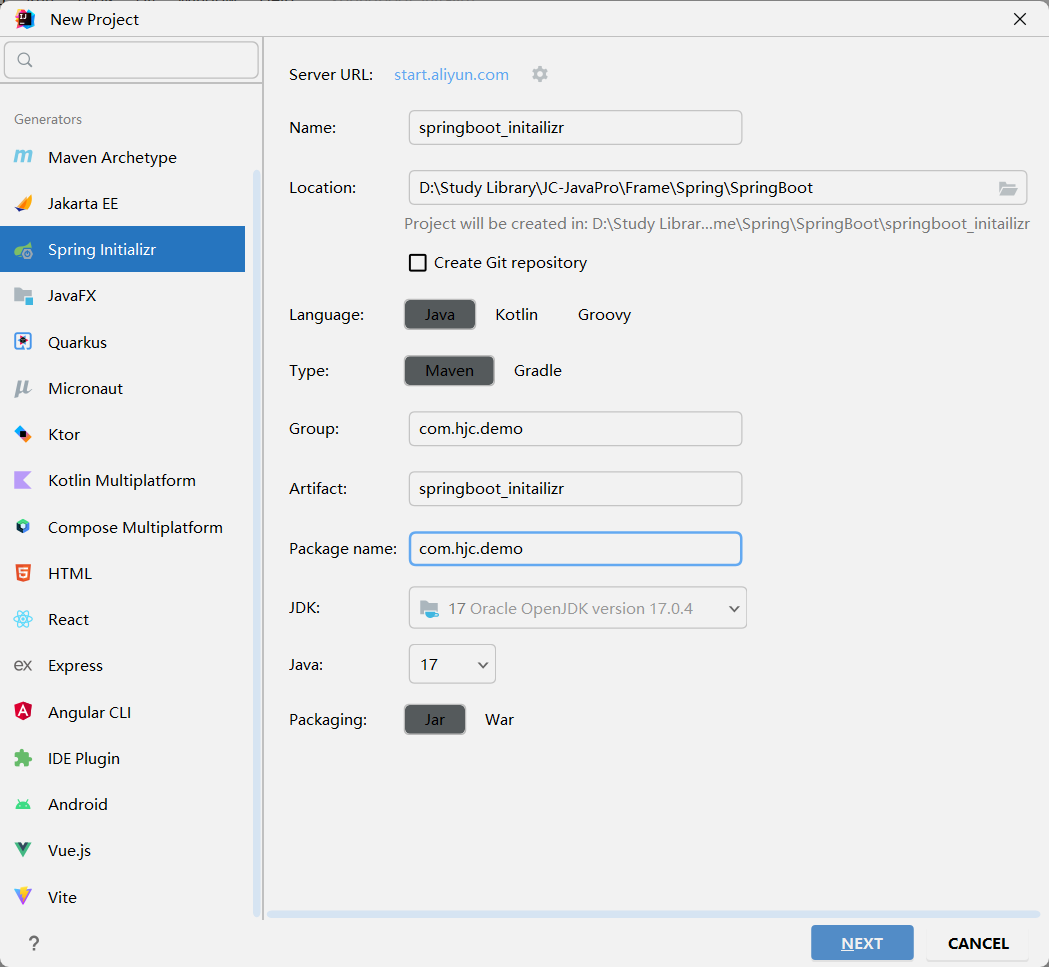 New Project
Generators
Maven Archetype
Jakarta EE
Spring Initializr
JavaFX
Quarkus
Micronaut
Ktor
Kotlin Multiplatform
Compose Multiplatform
HTML
React
ex Express
Angular CLI
IDE Plugin
Android
Vue.js
Vite
?
Server URL: start.aliyun.com
Name: springboot_initailizr
Location: D:\Study Library\JC-JavaPro\Frame\Spring\SpringBoot
Project will be created in: D:\Study Librar...me\Spring\SpringBoot\springboot_initailizr
Create Git repository
Language: Java Kotlin Groovy
Type: Maven Gradle
Group: com.hjc.demo
Artifact: springboot_initailizr
Package name: com.hjc.demo
JDK: 17 Oracle OpenJDK version 17.0.4
Java: 17
Packaging: Jar War
NEXT CANCEL